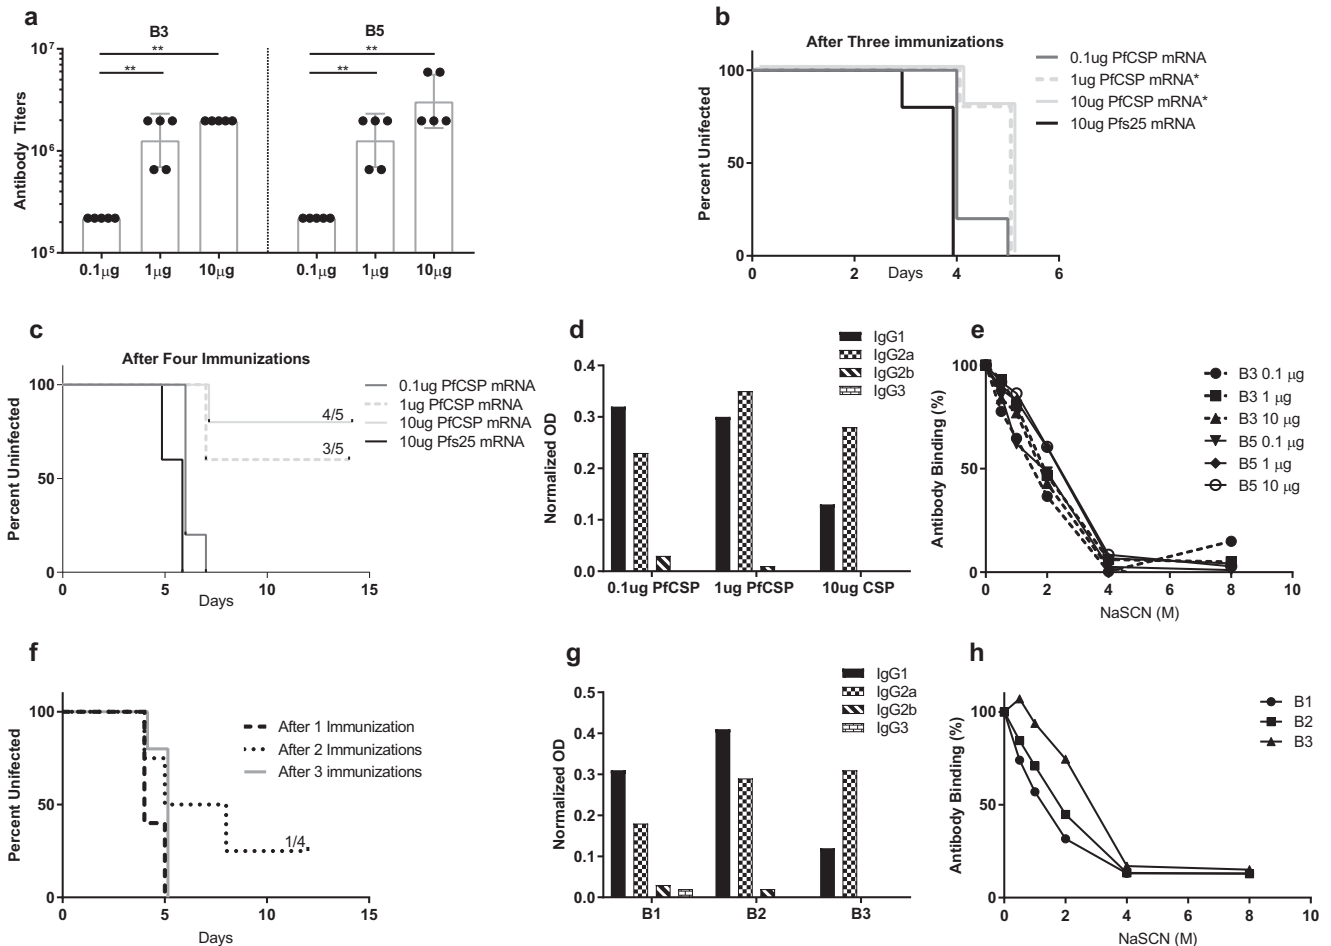 a
B3
B5
**
**
**
**
10⁷
10⁶
10⁵
Antibody Titers
0.1μg
1μg
10μg
0.1μg
1μg
10μg
b
After Three immunizations
100
50
0
Percent Unifected
0
2
4
6
Days
0.1ug PfCSP mRNA
1ug PfCSP mRNA*
10ug PfCSP mRNA*
10ug Pfs25 mRNA
c
After Four Immunizations
100
50
0
Percent Uninfected
0
5
10
15
Days
4/5
3/5
0.1ug PfCSP mRNA
1ug PfCSP mRNA
10ug PfCSP mRNA
10ug Pfs25 mRNA
d
IgG1
IgG2a
IgG2b
IgG3
0.4
0.3
0.2
0.1
0.0
Normalized OD
0.1ug PfCSP
1ug PfCSP
10ug CSP
e
100
50
0
Antibody Binding (%)
0
2
4
6
8
10
NaSCN (M)
B3 0.1 μg
B3 1 μg
B3 10 μg
B5 0.1 μg
B5 1 μg
B5 10 μg
f
100
50
0
Percent Unifected
0
5
10
15
Days
1/4
After 1 Immunization
After 2 Immunizations
After 3 immunizations
g
IgG1
IgG2a
IgG2b
IgG3
0.5
0.4
0.3
0.2
0.1
0.0
Normalized OD
B1
B2
B3
h
100
50
0
Antibody Binding (%)
0
2
4
6
8
10
NaSCN (M)
B1
B2
B3